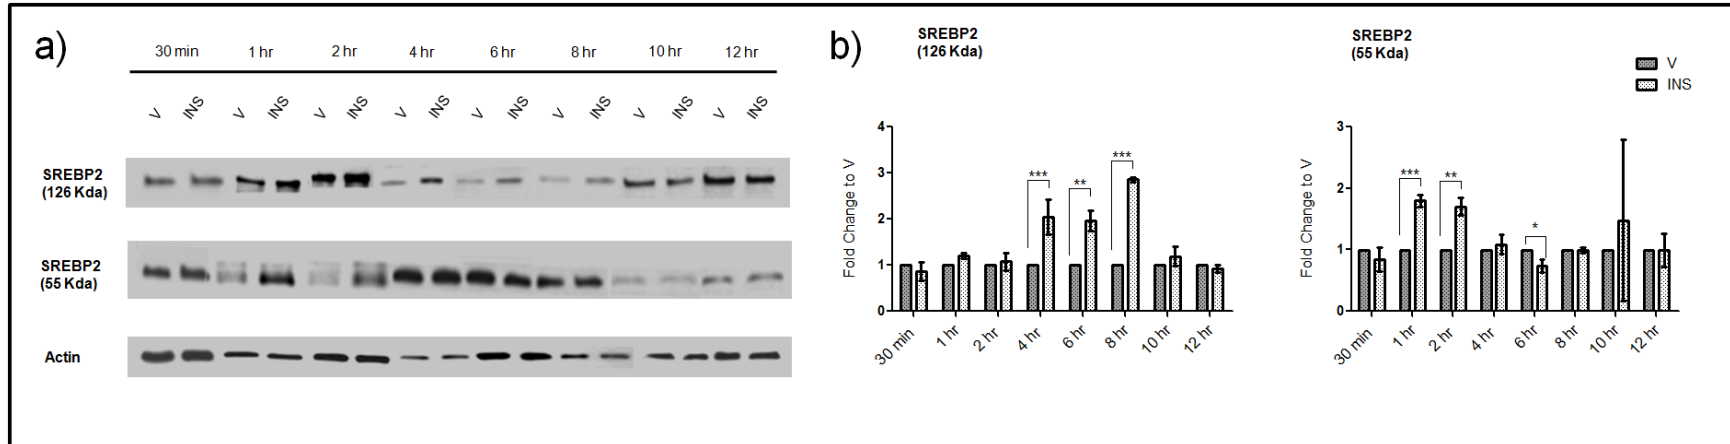 a)
30 min 1 hr 2 hr 4 hr 6 hr 8 hr 10 hr 12 hr
V INS V INS V INS V INS V INS V INS V INS V INS
SREBP2
(126 Kda)
SREBP2
(55 Kda)
Actin
b)
SREBP2
(126 Kda)
Fold Change to V
4
3
2
1
0
*** ** ***
30 min 1 hr 2 hr 4 hr 6 hr 8 hr 10 hr 12 hr
SREBP2
(55 Kda)
V
INS
Fold Change to V
3
2
1
0
*** ** *
30 min 1 hr 2 hr 4 hr 6 hr 8 hr 10 hr 12 hr